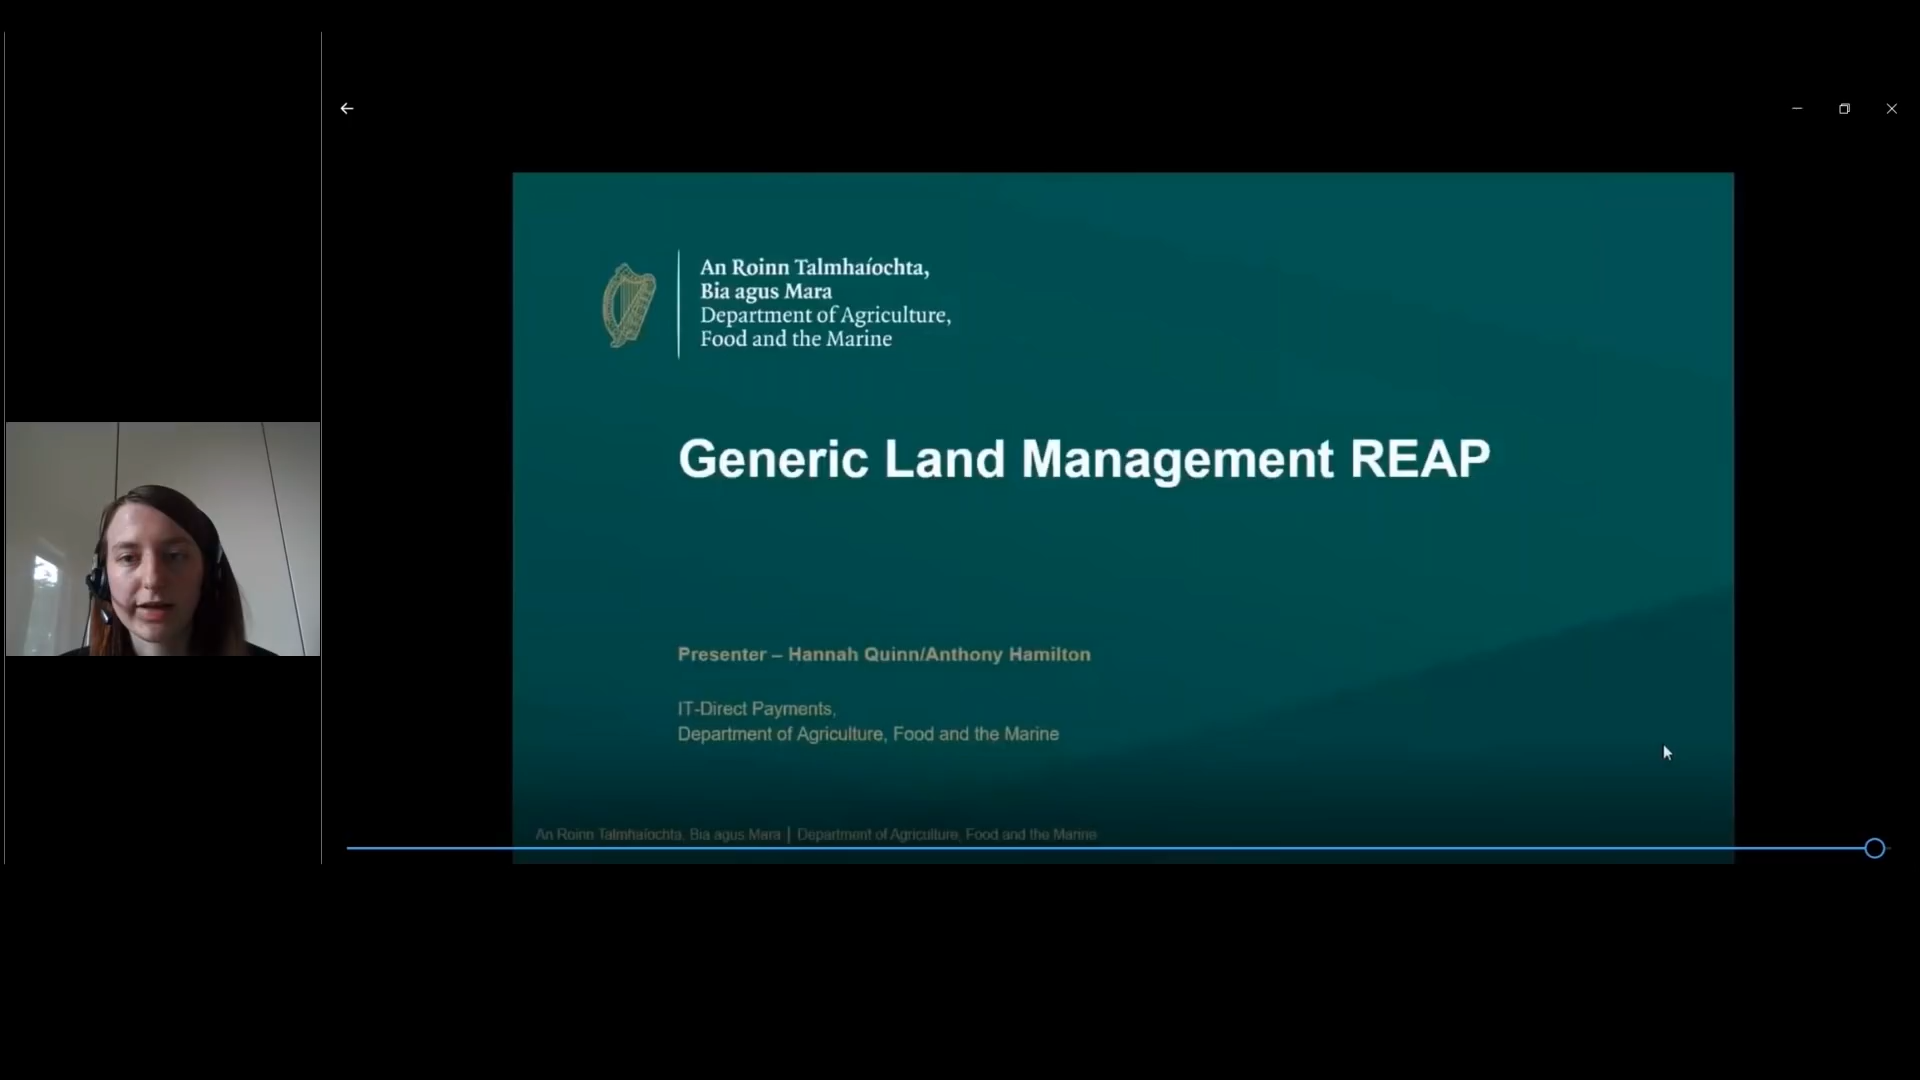 An Roinn Talmhaíochta,
Bia agus Mara
Department of Agriculture,
Food and the Marine
Generic Land Management REAP
Presenter – Hannah Quinn/Anthony Hamilton
IT-Direct Payments,
Department of Agriculture, Food and the Marine
An Roinn Talmhaíochta, Bia agus Mara | Department of Agriculture, Food and the Marine